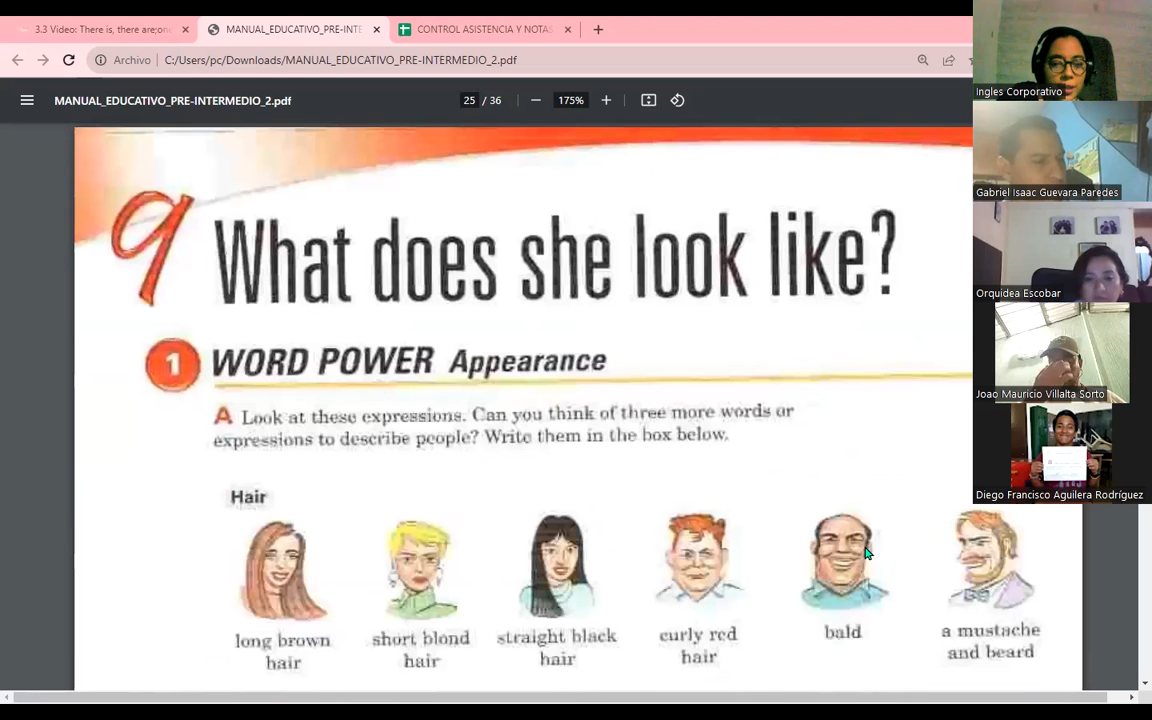 3.3 Video: There is, there are;
MANUAL_EDUCATIVO_PRE-INTE
CONTROL ASISTENCIA Y NOTAS
Archivo
C:/Users/pc/Downloads/MANUAL_EDUCATIVO_PRE-INTERMEDIO_2.pdf
MANUAL_EDUCATIVO_PRE-INTERMEDIO_2.pdf
25 / 36
175%
9 What does she look like?
1 WORD POWER Appearance
A Look at these expressions. Can you think of three more words or
expressions to describe people? Write them in the box below.
Hair
long brown
hair
short blond
hair
straight black
hair
curly red
hair
bald
a mustache
and beard
Ingles Corporativo
Gabriel Isaac Guevara Paredes
Orquidea Escobar
Joao Mauricio Villalta Sorto
Diego Francisco Aguilera Rodríguez